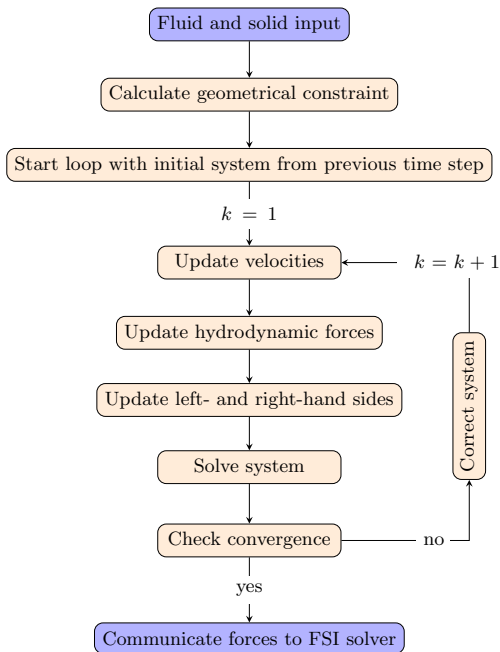 Fluid and solid input
Calculate geometrical constraint
Start loop with initial system from previous time step
k = 1
Update velocities
k = k + 1
Update hydrodynamic forces
Update left- and right-hand sides
Correct system
Solve system
Check convergence
no
yes
Communicate forces to FSI solver